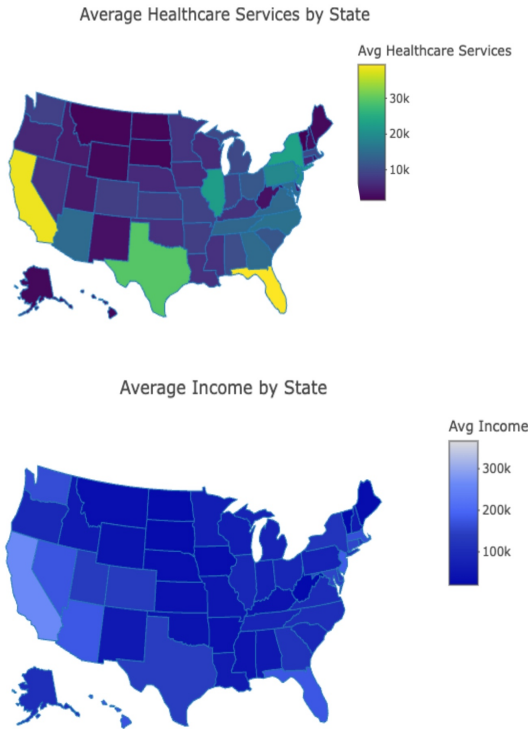 Average Healthcare Services by State
Avg Healthcare Services
30k
20k
10k
Average Income by State
Avg Income
300k
200k
100k